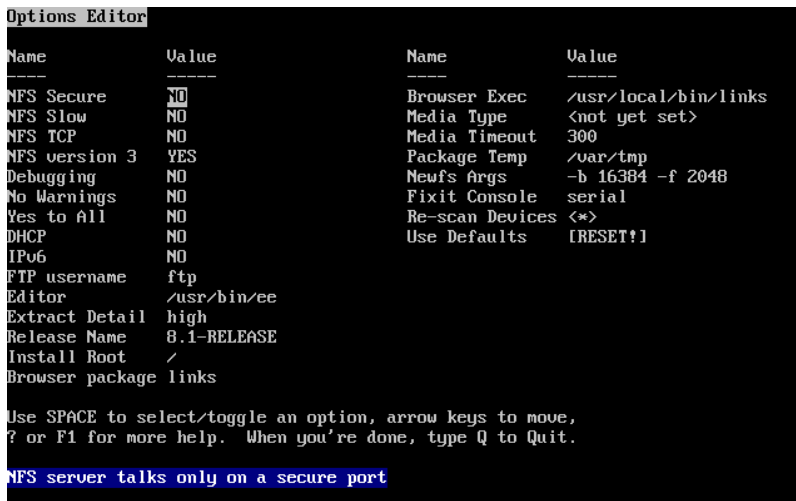 Options Editor
Name Value Name Value
---- ----- ---- -----
NFS Secure NO Browser Exec /usr/local/bin/links
NFS Slow NO Media Type <not yet set>
NFS TCP NO Media Timeout 300
NFS version 3 YES Package Temp /var/tmp
Debugging NO Newfs Args -b 16384 -f 2048
No Warnings NO Fixit Console serial
Yes to All NO Re-scan Devices <*>
DHCP NO Use Defaults [RESET!]
IPv6 NO
FTP username ftp
Editor /usr/bin/ee
Extract Detail high
Release Name 8.1-RELEASE
Install Root /
Browser package links
Use SPACE to select/toggle an option, arrow keys to move,
? or F1 for more help. When you're done, type Q to Quit.
NFS server talks only on a secure port